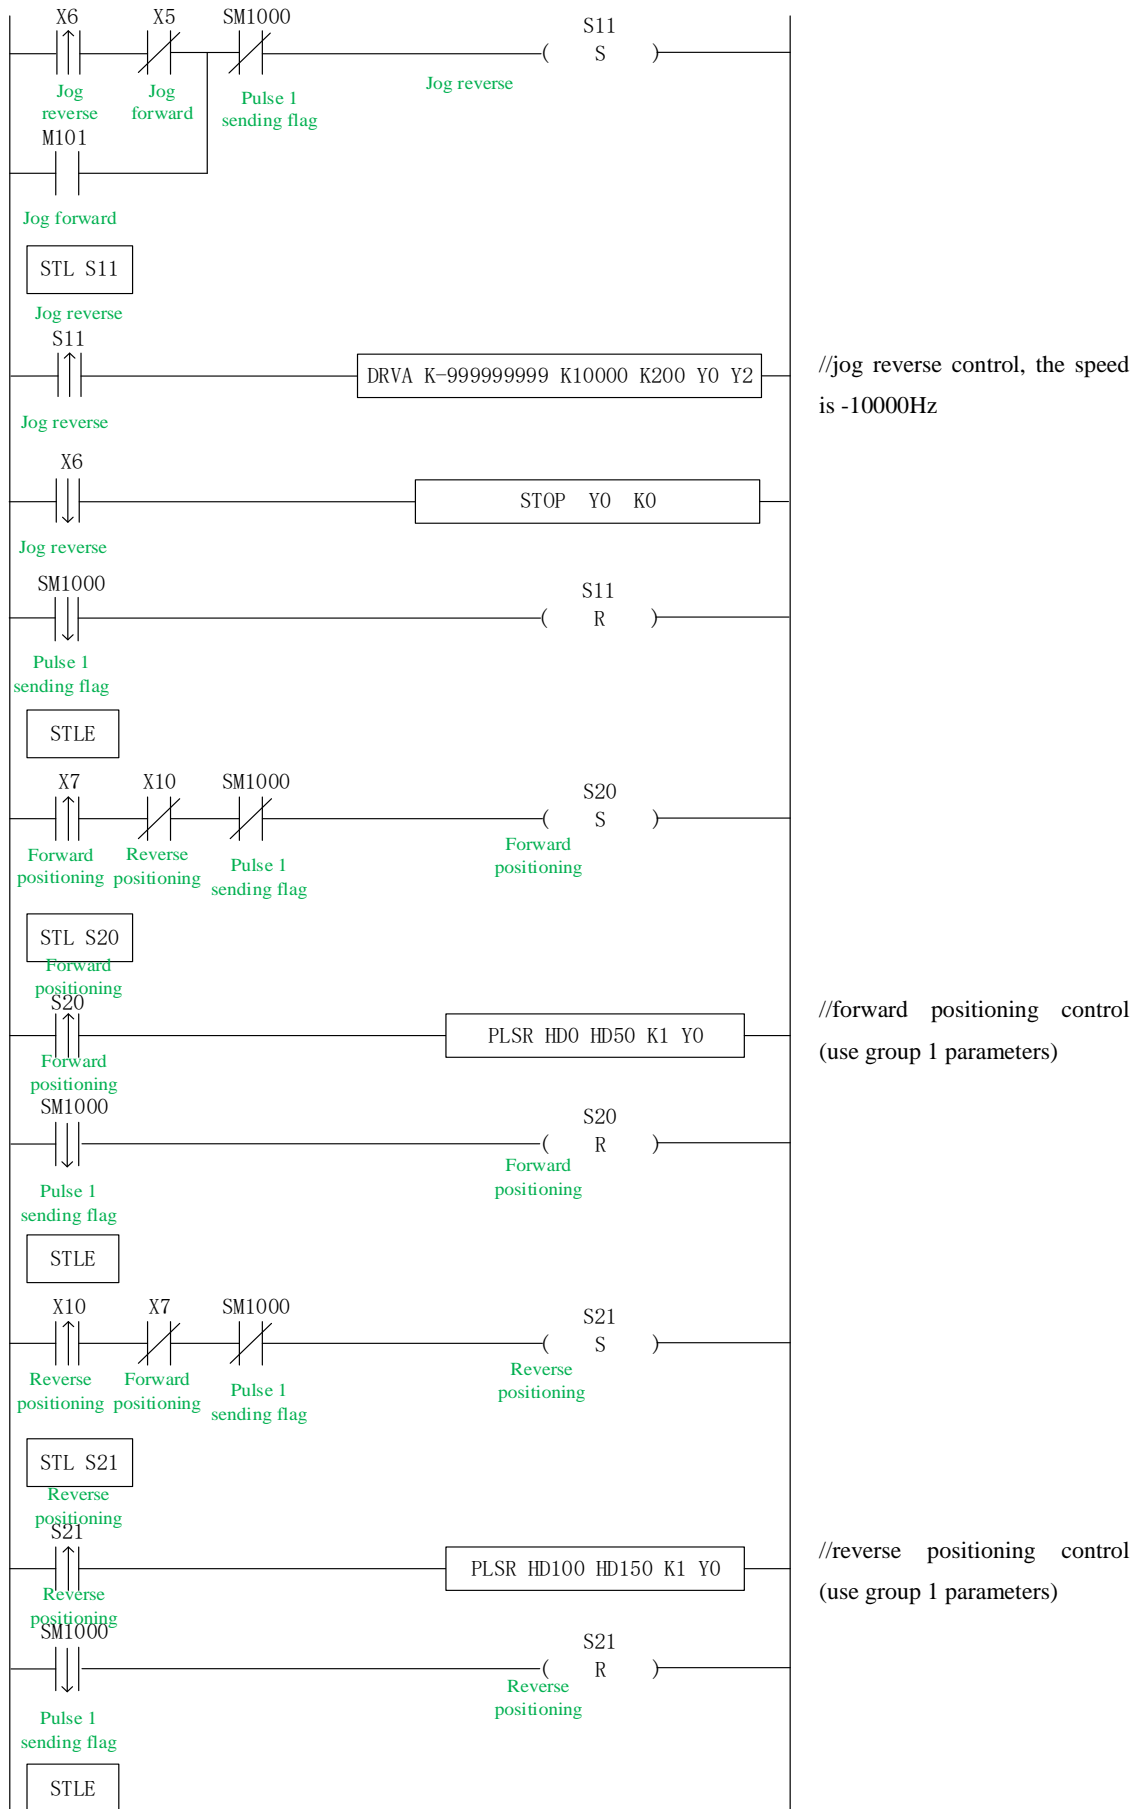 X6 X5 SM1000 S11
( S )
Jog reverse
Jog
reverse
Jog
forward
Pulse 1
sending flag
M101
Jog forward
STL S11
Jog reverse
S11
DRVA K-999999999 K10000 K200 Y0 Y2
//jog reverse control, the speed
is -10000Hz
Jog reverse
X6
STOP Y0 K0
Jog reverse
SM1000 S11
( R )
Pulse 1
sending flag
STLE
X7 X10 SM1000 S20
( S )
Forward
positioning
Reverse
positioning
Pulse 1
sending flag
Forward
positioning
STL S20
Forward
positioning
S20
PLSR HD0 HD50 K1 Y0
//forward positioning control
(use group 1 parameters)
Forward
positioning
SM1000 S20
( R )
Forward
positioning
Pulse 1
sending flag
STLE
X10 X7 SM1000 S21
( S )
Reverse
positioning
Forward
positioning
Pulse 1
sending flag
Reverse
positioning
STL S21
Reverse
positioning
S21
PLSR HD100 HD150 K1 Y0
//reverse positioning control
(use group 1 parameters)
Reverse
positioning
SM1000 S21
( R )
Reverse
positioning
Pulse 1
sending flag
STLE